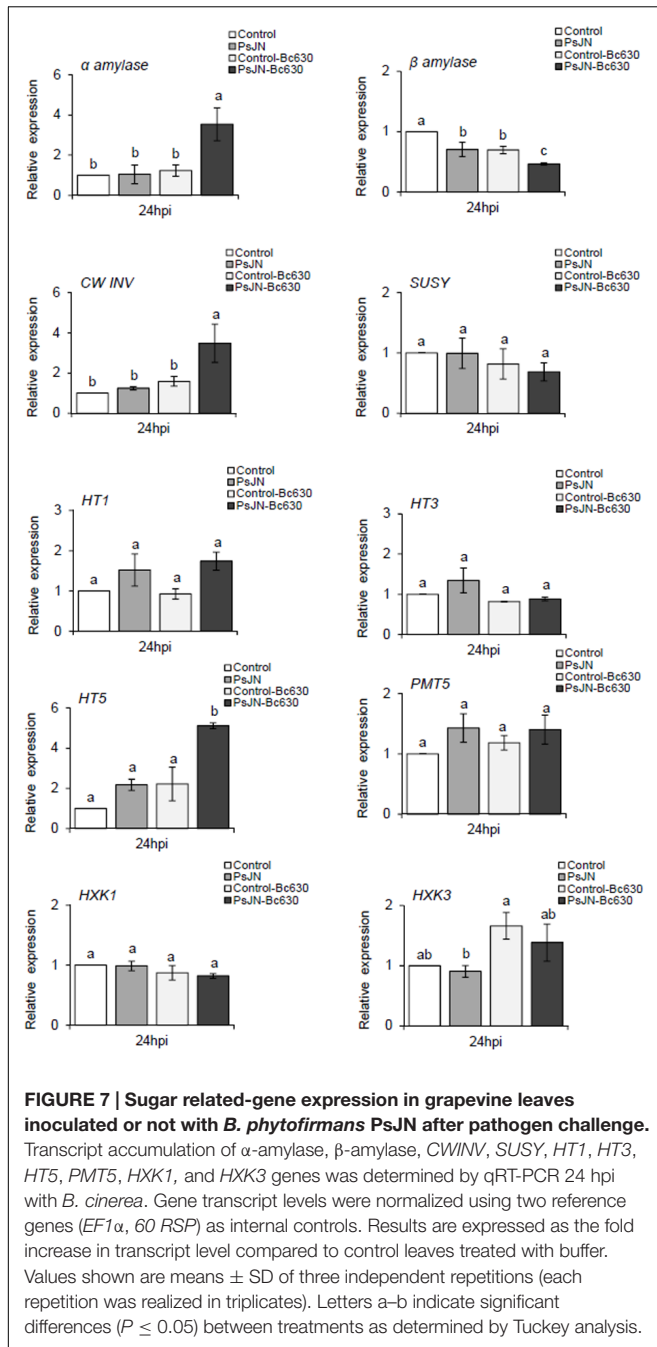 α amylase
Control
PsJN
Control-Bc630
PsJN-Bc630
Relative expression
6
4
2
0
b
b
b
a
24hpi
β amylase
Control
PsJN
Control-Bc630
PsJN-Bc630
Relative expression
2
1
0
a
b
b
c
24hpi
CW INV
Control
PsJN
Control-Bc630
PsJN-Bc630
Relative expression
6
4
2
0
b
b
b
a
24hpi
SUSY
Control
PsJN
Control-Bc630
PsJN-Bc630
Relative expression
2
1
0
a
a
a
a
24hpi
HT1
Control
PsJN
Control-Bc630
PsJN-Bc630
Relative expression
3
2
1
0
a
a
a
a
24hpi
HT3
Control
PsJN
Control-Bc630
PsJN-Bc630
Relative expression
3
2
1
0
a
a
a
a
24hpi
HT5
Control
PsJN
Control-Bc630
PsJN-Bc630
Relative expression
6
4
2
0
a
a
a
b
24hpi
PMT5
Control
PsJN
Control-Bc630
PsJN-Bc630
Relative expression
2
1
0
a
a
a
a
24hpi
HXK1
Control
PsJN
Control-Bc630
PsJN-Bc630
Relative expression
2
1
0
a
a
a
a
24hpi
HXK3
Control
PsJN
Control-Bc630
PsJN-Bc630
Relative expression
2
1
0
ab
b
a
ab
24hpi
FIGURE 7 | Sugar related-gene expression in grapevine leaves
inoculated or not with B. phytofirmans PsJN after pathogen challenge.
Transcript accumulation of α-amylase, β-amylase, CWINV, SUSY, HT1, HT3,
HT5, PMT5, HXK1, and HXK3 genes was determined by qRT-PCR 24 hpi
with B. cinerea. Gene transcript levels were normalized using two reference
genes (EF1α, 60 RSP) as internal controls. Results are expressed as the fold
increase in transcript level compared to control leaves treated with buffer.
Values shown are means ± SD of three independent repetitions (each
repetition was realized in triplicates). Letters a–b indicate significant
differences (P ≤ 0.05) between treatments as determined by Tuckey analysis.